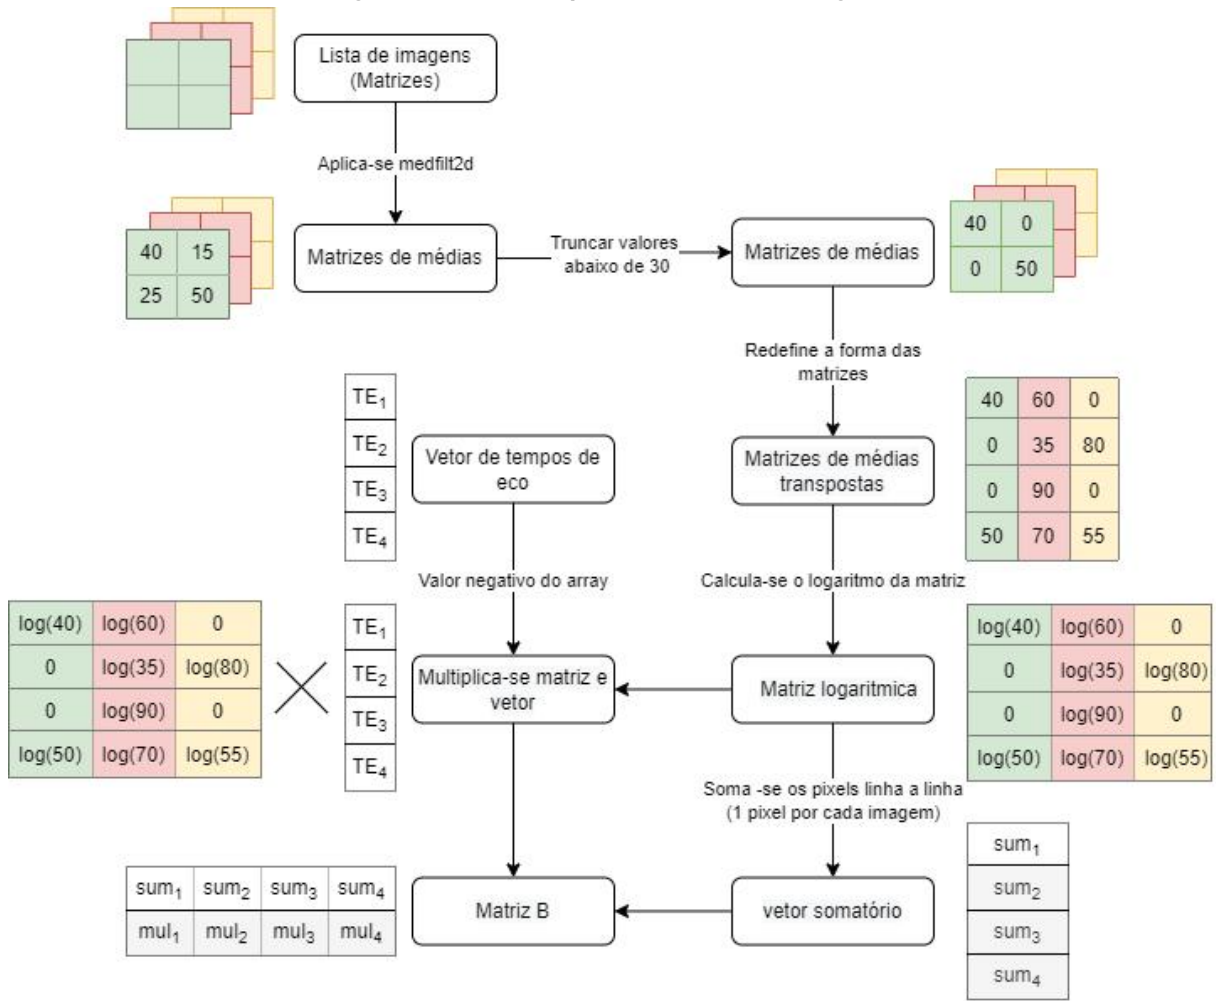 Lista de imagens
(Matrizes)
Aplica-se medfilt2d
40 15
25 50
Matrizes de médias
Truncar valores
abaixo de 30
Matrizes de médias
40 0
0 50
Redefine a forma das
matrizes
TE1
TE2
TE3
TE4
Vetor de tempos de
eco
Matrizes de médias
transpostas
40 60 0
0 35 80
0 90 0
50 70 55
Valor negativo do array
Calcula-se o logaritmo da matriz
log(40) log(60) 0
0 log(35) log(80)
0 log(90) 0
log(50) log(70) log(55)
TE1
TE2
TE3
TE4
Multiplica-se matriz e
vetor
Matriz logaritmica
log(40) log(60) 0
0 log(35) log(80)
0 log(90) 0
log(50) log(70) log(55)
Soma -se os pixels linha a linha
(1 pixel por cada imagem)
sum1 sum2 sum3 sum4
mul1 mul2 mul3 mul4
Matriz B
vetor somatório
sum1
sum2
sum3
sum4